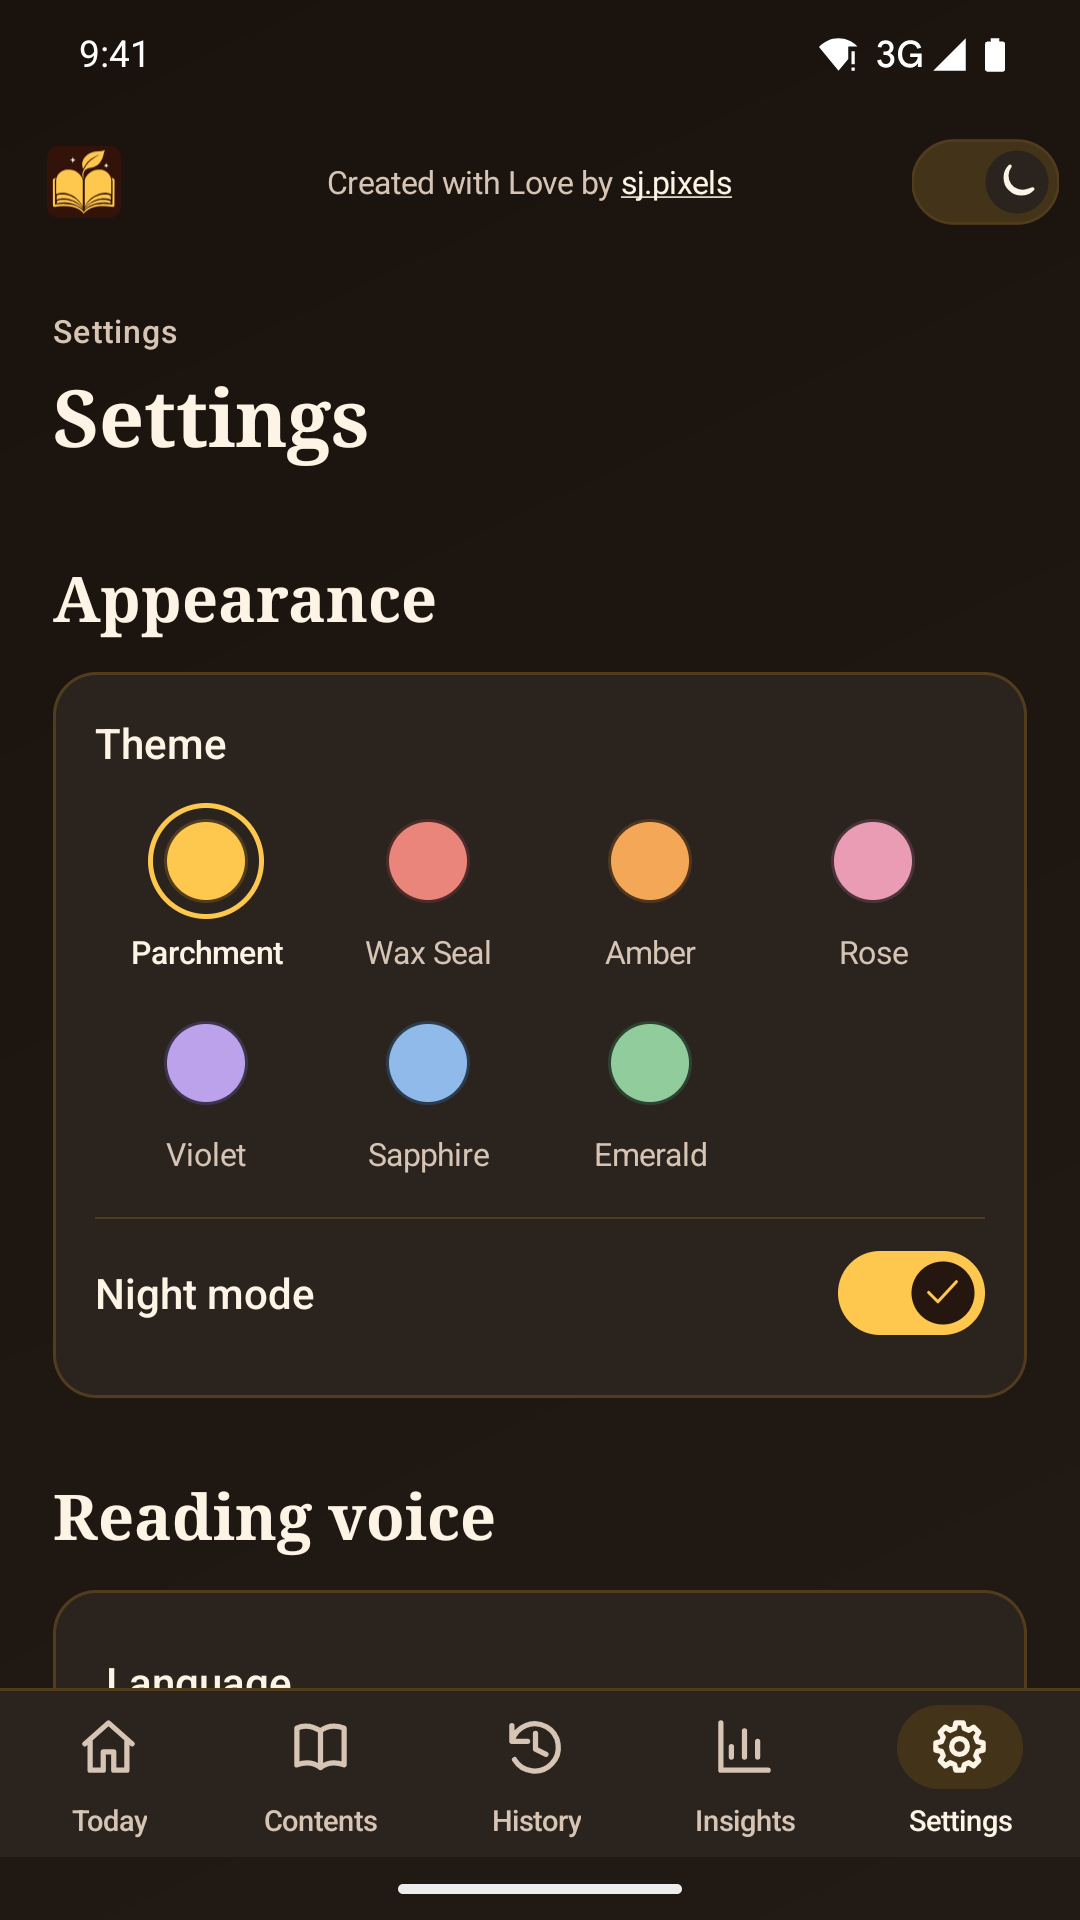 9:41
3G
Created with Love by sj.pixels
Settings
Settings
Appearance
Theme
Parchment
Wax Seal
Amber
Rose
Violet
Sapphire
Emerald
Night mode
Reading voice
Language
Today
Contents
History
Insights
Settings